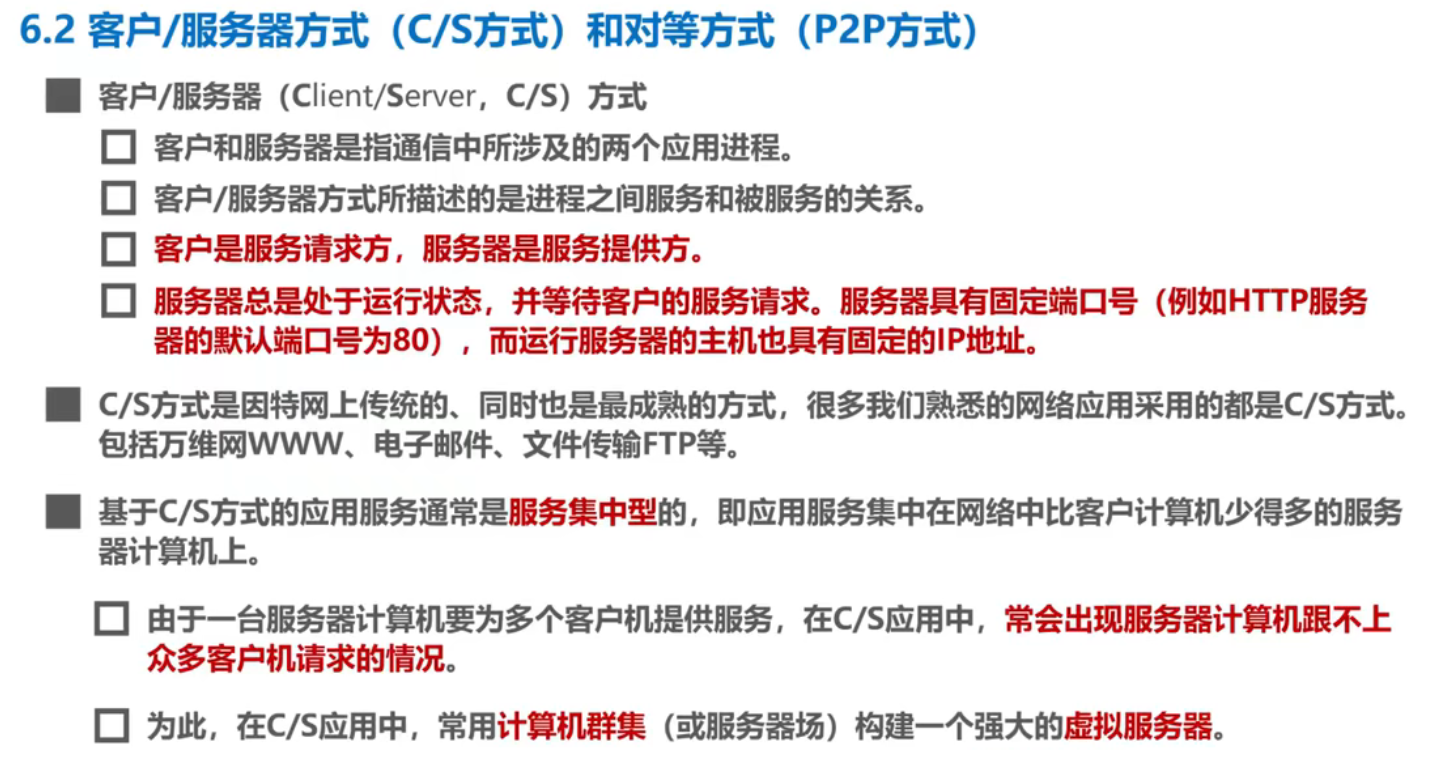 6.2 客户/服务器方式（C/S方式）和对等方式（P2P方式）
客户/服务器（Client/Server，C/S）方式
客户和服务器是指通信中所涉及的两个应用进程。
客户/服务器方式所描述的是进程之间服务和被服务的关系。
客户是服务请求方，服务器是服务提供方。
服务器总是处于运行状态，并等待客户的服务请求。服务器具有固定端口号（例如HTTP服务
器的默认端口号为80），而运行服务器的主机也具有固定的IP地址。
C/S方式是因特网上传统的、同时也是最成熟的方式，很多我们熟悉的网络应用采用的都是C/S方式。
包括万维网WWW、电子邮件、文件传输FTP等。
基于C/S方式的应用服务通常是服务集中型的，即应用服务集中在网络中比客户计算机少得多的服务
器计算机上。
由于一台服务器计算机要为多个客户机提供服务，在C/S应用中，常会出现服务器计算机跟不上
众多客户机请求的情况。
为此，在C/S应用中，常用计算机群集（或服务器场）构建一个强大的虚拟服务器。